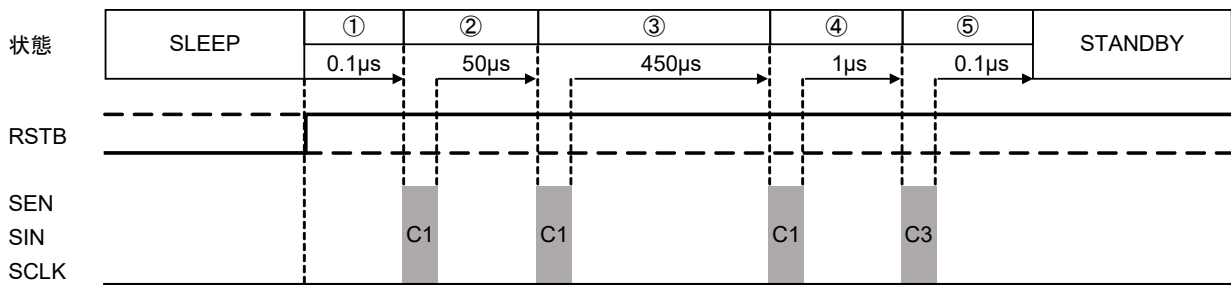 状態 SLEEP ① ② ③ ④ ⑤ STANDBY
0.1μs 50μs 450μs 1μs 0.1μs
RSTB
SEN
SIN C1 C1 C1 C3
SCLK